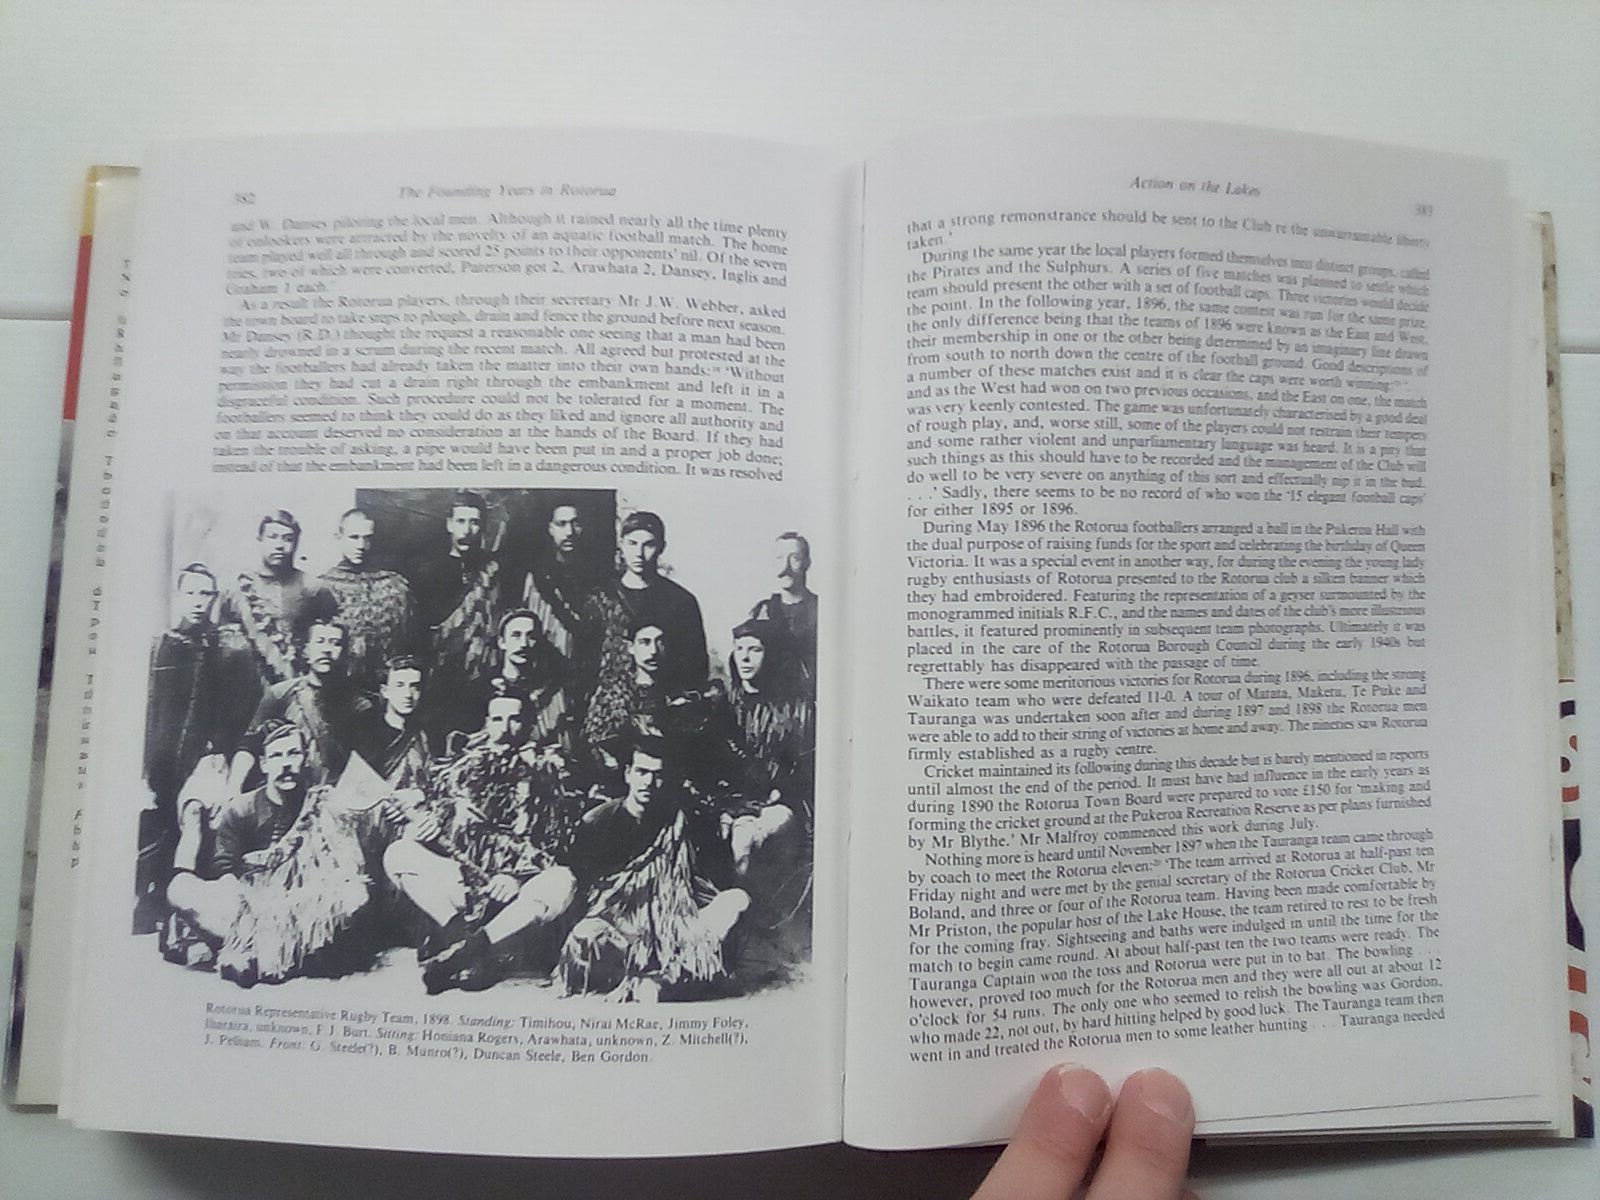 382
The Founding Years in Rotorua
and W. Dansey piloting the local men. Although it rained nearly all the time plenty
of onlookers were attracted by the novelty of an aquatic football match. The home
team played well all through and scored 25 points to their opponents' nil. Of the seven
tries, two of which were converted, Paterson got 2, Arawhata 2, Dansey, Inglis and
Graham 1 each.'
As a result the Rotorua players, through their secretary Mr J.W. Webber, asked
the town board to take steps to plough, drain and fence the ground before next season.
Mr Dansey (R.D.) thought the request a reasonable one seeing that a man had been
nearly drowned in a scrum during the recent match. All agreed but protested at the
way the footballers had already taken the matter into their own hands: 'Without
permission they had cut a drain right through the embankment and left it in a
disgraceful condition. Such procedure could not be tolerated for a moment. The
footballers seemed to think they could do as they liked and ignore all authority and
on that account deserved no consideration at the hands of the Board. If they had
taken the trouble of asking, a pipe would have been put in and a proper job done;
instead of that the embankment had been left in a dangerous condition. It was resolved
Rotorua Representative Rugby Team, 1898. Standing: Timihou, Nirai McRae, Jimmy Foley,
Iharaira, unknown, F.J. Burt. Sitting: Honiana Rogers, Arawhata, unknown, Z. Mitchell(?),
J. Pelham. Front: G. Steele(?), B. Munro(?), Duncan Steele, Ben Gordon.
Action on the Lakes
383
that a strong remonstrance should be sent to the Club re the unwarrantable liberty
taken.'
During the same year the local players formed themselves into distinct groups, called
the Pirates and the Sulphurs. A series of five matches was planned to settle which
team should present the other with a set of football caps. Three victories would decide
the point. In the following year, 1896, the same contest was run for the same prize,
the only difference being that the teams of 1896 were known as the East and West,
their membership in one or the other being determined by an imaginary line drawn
from south to north down the centre of the football ground. Good descriptions of
a number of these matches exist and it is clear the caps were worth winning:
and as the West had won on two previous occasions, and the East on one, the match
was very keenly contested. The game was unfortunately characterised by a good deal
of rough play, and, worse still, some of the players could not restrain their tempers
and some rather violent and unparliamentary language was heard. It is a pity that
such things as this should have to be recorded and the management of the Club will
do well to be very severe on anything of this sort and effectually nip it in the bud.
. . .' Sadly, there seems to be no record of who won the '15 elegant football caps'
for either 1895 or 1896.
During May 1896 the Rotorua footballers arranged a ball in the Pukeroa Hall with
the dual purpose of raising funds for the sport and celebrating the birthday of Queen
Victoria. It was a special event in another way, for during the evening the young lady
rugby enthusiasts of Rotorua presented to the Rotorua club a silken banner which
they had embroidered. Featuring the representation of a geyser surmounted by the
monogrammed initials R.F.C., and the names and dates of the club's more illustrious
battles, it featured prominently in subsequent team photographs. Ultimately it was
placed in the care of the Rotorua Borough Council during the early 1940s but
regrettably has disappeared with the passage of time.
There were some meritorious victories for Rotorua during 1896, including the strong
Waikato team who were defeated 11-0. A tour of Matata, Maketu, Te Puke and
Tauranga was undertaken soon after and during 1897 and 1898 the Rotorua men
were able to add to their string of victories at home and away. The nineties saw Rotorua
firmly established as a rugby centre.
Cricket maintained its following during this decade but is barely mentioned in reports
until almost the end of the period. It must have had influence in the early years as
during 1890 the Rotorua Town Board were prepared to vote £150 for 'making and
forming the cricket ground at the Pukeroa Recreation Reserve as per plans furnished
by Mr Blythe.' Mr Malfroy commenced this work during July.
Nothing more is heard until November 1897 when the Tauranga team came through
by coach to meet the Rotorua eleven: 'The team arrived at Rotorua at half-past ten
Friday night and were met by the genial secretary of the Rotorua Cricket Club, Mr
Boland, and three or four of the Rotorua team. Having been made comfortable by
Mr Priston, the popular host of the Lake House, the team retired to rest to be fresh
for the coming fray. Sightseeing and baths were indulged in until the time for the
match to begin came round. At about half-past ten the two teams were ready. The
Tauranga Captain won the toss and Rotorua were put in to bat. The bowling . . .
however, proved too much for the Rotorua men and they were all out at about 12
o'clock for 54 runs. The only one who seemed to relish the bowling was Gordon,
who made 22, not out, by hard hitting helped by good luck. The Tauranga team then
went in and treated the Rotorua men to some leather hunting . . . Tauranga needed